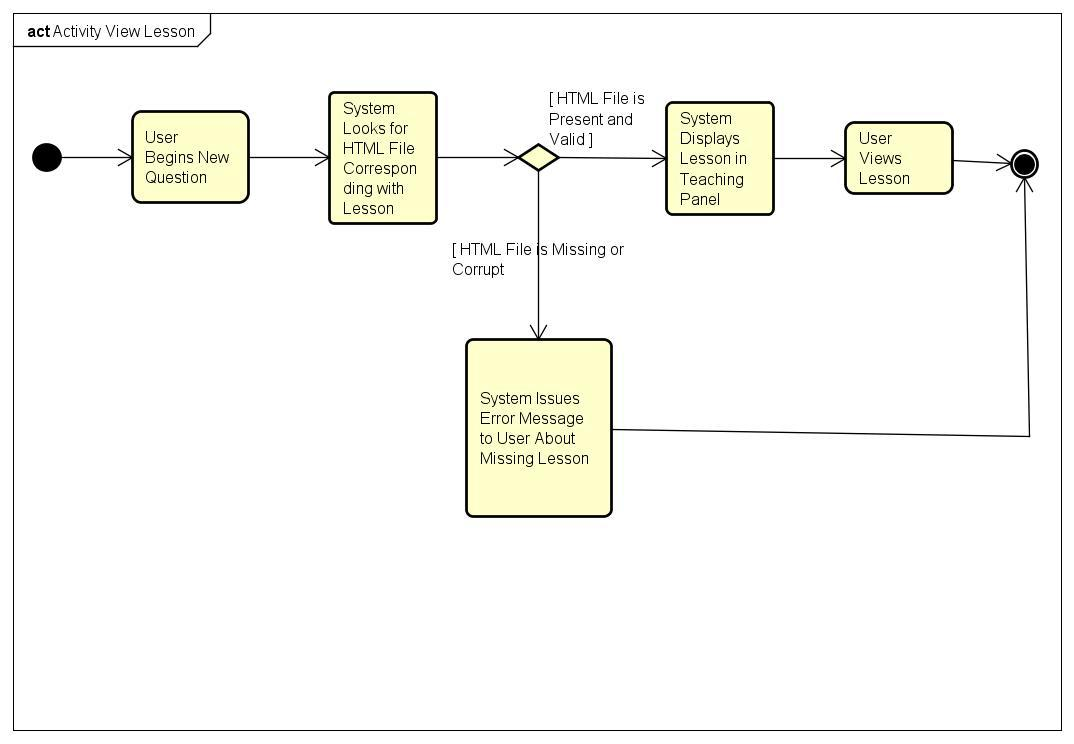 act Activity View Lesson
User
Begins New
Question
System
Looks for
HTML File
Correspon
ding with
Lesson
[ HTML File is
Present and
Valid ]
System
Displays
Lesson in
Teaching
Panel
User
Views
Lesson
[ HTML File is Missing or
Corrupt
System Issues
Error Message
to User About
Missing Lesson